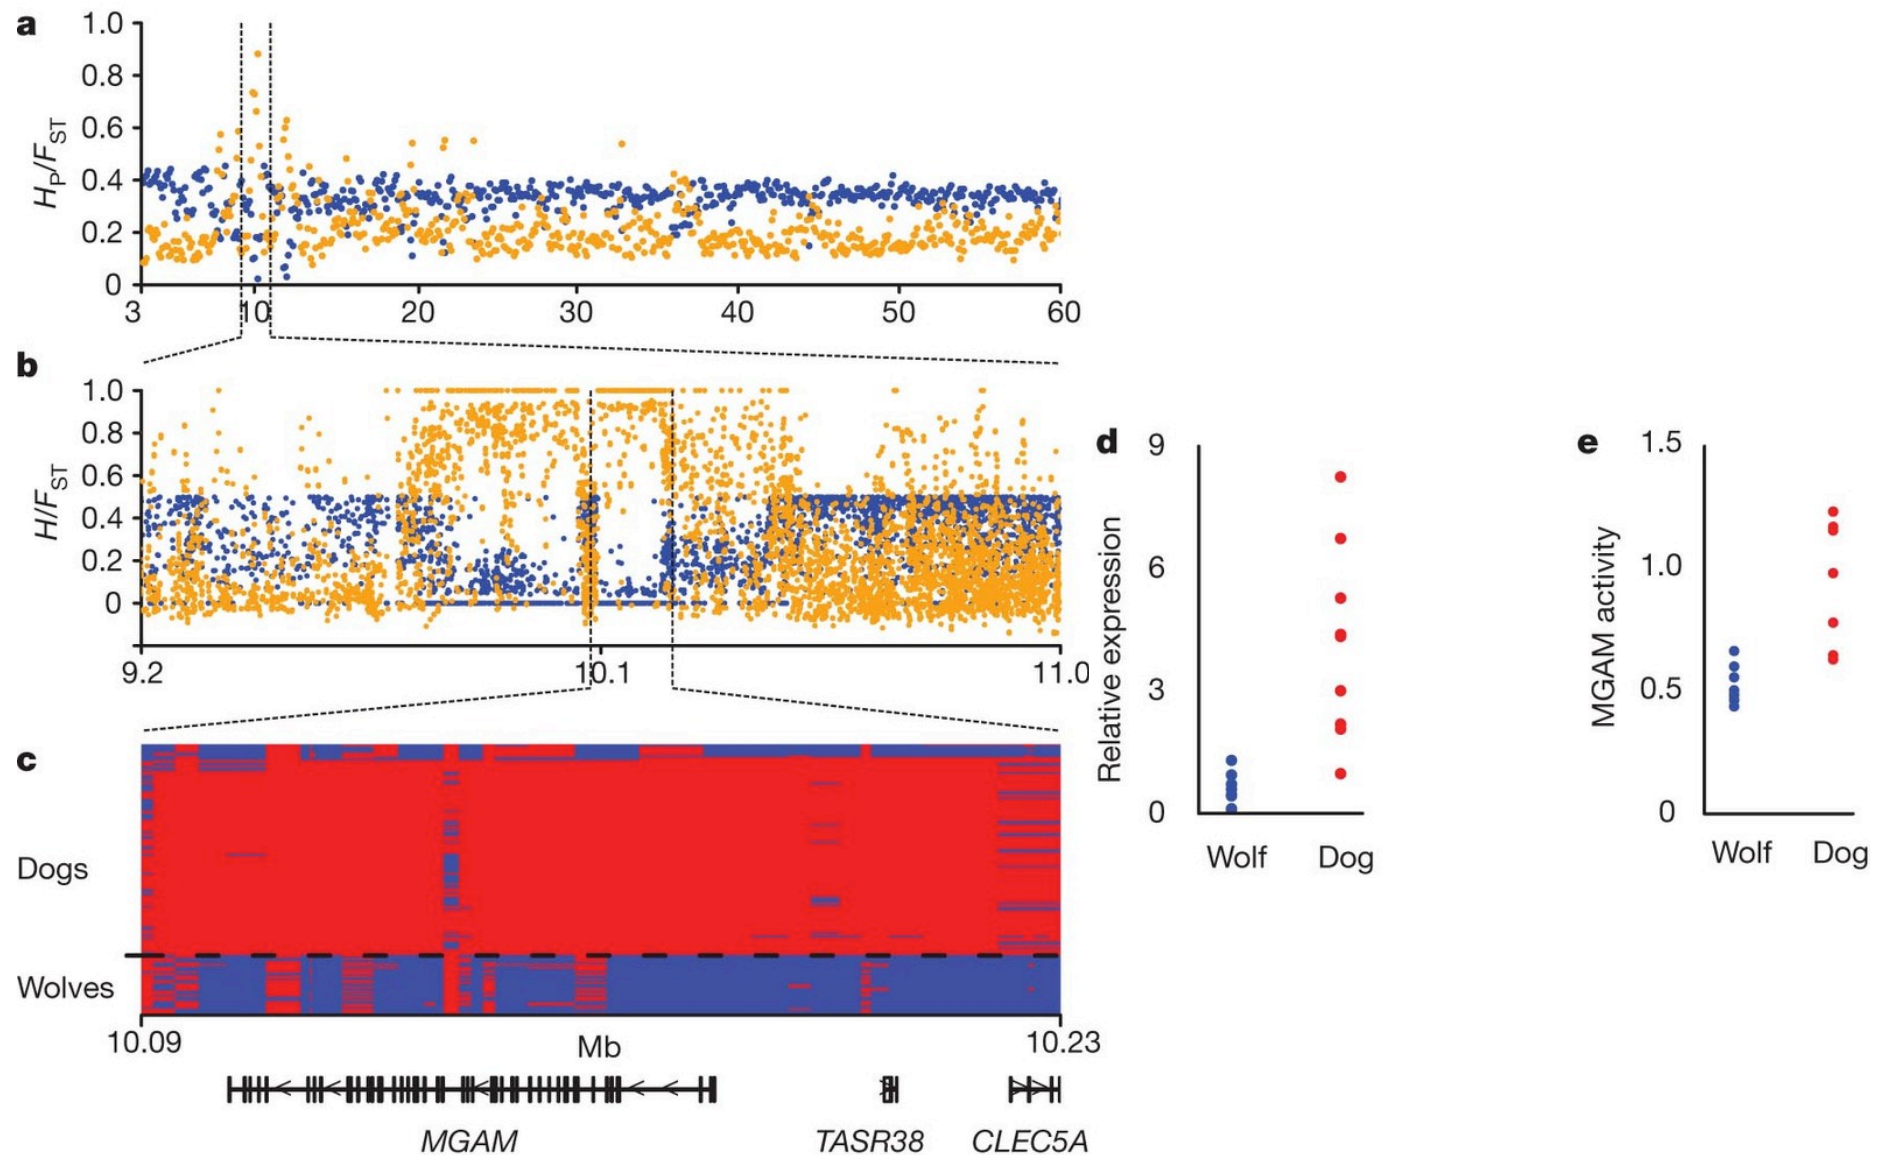 a
1.0
0.8
0.6
0.4
0.2
0
HP/FST
3 10 20 30 40 50 60
b
1.0
0.8
0.6
0.4
0.2
0
H/FST
9.2 10.1 11.0
c
Dogs
Wolves
10.09 Mb 10.23
MGAM TASR38 CLEC5A
d
9
6
3
0
Relative expression
Wolf Dog
e
1.5
1.0
0.5
0
MGAM activity
Wolf Dog